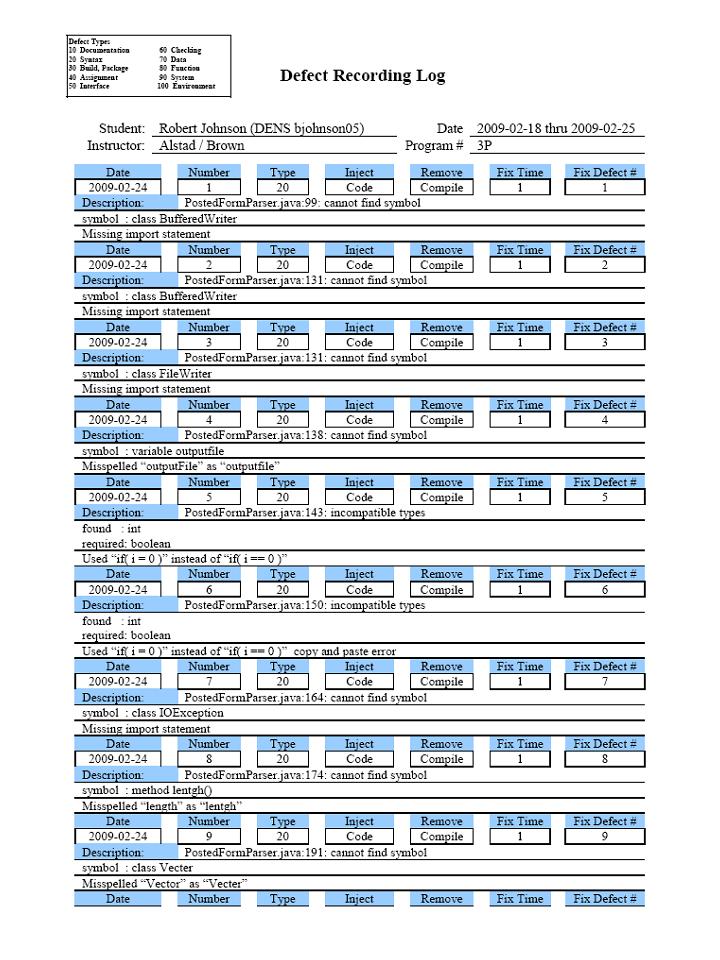 Defect Types
10 Documentation 60 Checking
20 Syntax 70 Data
30 Build, Package 80 Function
40 Assignment 90 System
50 Interface 100 Environment
Defect Recording Log
Student: Robert Johnson (DENS bjohnson05) Date 2009-02-18 thru 2009-02-25
Instructor: Alstad / Brown Program # 3P
Date Number Type Inject Remove Fix Time Fix Defect #
2009-02-24 1 20 Code Compile 1 1
Description: PostedFormParser.java:99: cannot find symbol
symbol : class BufferedWriter
Missing import statement
Date Number Type Inject Remove Fix Time Fix Defect #
2009-02-24 2 20 Code Compile 1 2
Description: PostedFormParser.java:131: cannot find symbol
symbol : class BufferedWriter
Missing import statement
Date Number Type Inject Remove Fix Time Fix Defect #
2009-02-24 3 20 Code Compile 1 3
Description: PostedFormParser.java:131: cannot find symbol
symbol : class FileWriter
Missing import statement
Date Number Type Inject Remove Fix Time Fix Defect #
2009-02-24 4 20 Code Compile 1 4
Description: PostedFormParser.java:138: cannot find symbol
symbol : variable outputfile
Misspelled “outputFile” as “outputfile”
Date Number Type Inject Remove Fix Time Fix Defect #
2009-02-24 5 20 Code Compile 1 5
Description: PostedFormParser.java:143: incompatible types
found : int
required: boolean
Used “if( i = 0 )” instead of “if( i == 0 )”
Date Number Type Inject Remove Fix Time Fix Defect #
2009-02-24 6 20 Code Compile 1 6
Description: PostedFormParser.java:150: incompatible types
found : int
required: boolean
Used “if( i = 0 )” instead of “if( i == 0 )” copy and paste error
Date Number Type Inject Remove Fix Time Fix Defect #
2009-02-24 7 20 Code Compile 1 7
Description: PostedFormParser.java:164: cannot find symbol
symbol : class IOException
Missing import statement
Date Number Type Inject Remove Fix Time Fix Defect #
2009-02-24 8 20 Code Compile 1 8
Description: PostedFormParser.java:174: cannot find symbol
symbol : method lentgh()
Misspelled “length” as “lentgh”
Date Number Type Inject Remove Fix Time Fix Defect #
2009-02-24 9 20 Code Compile 1 9
Description: PostedFormParser.java:191: cannot find symbol
symbol : class Vecter
Misspelled “Vector” as “Vecter”
Date Number Type Inject Remove Fix Time Fix Defect #